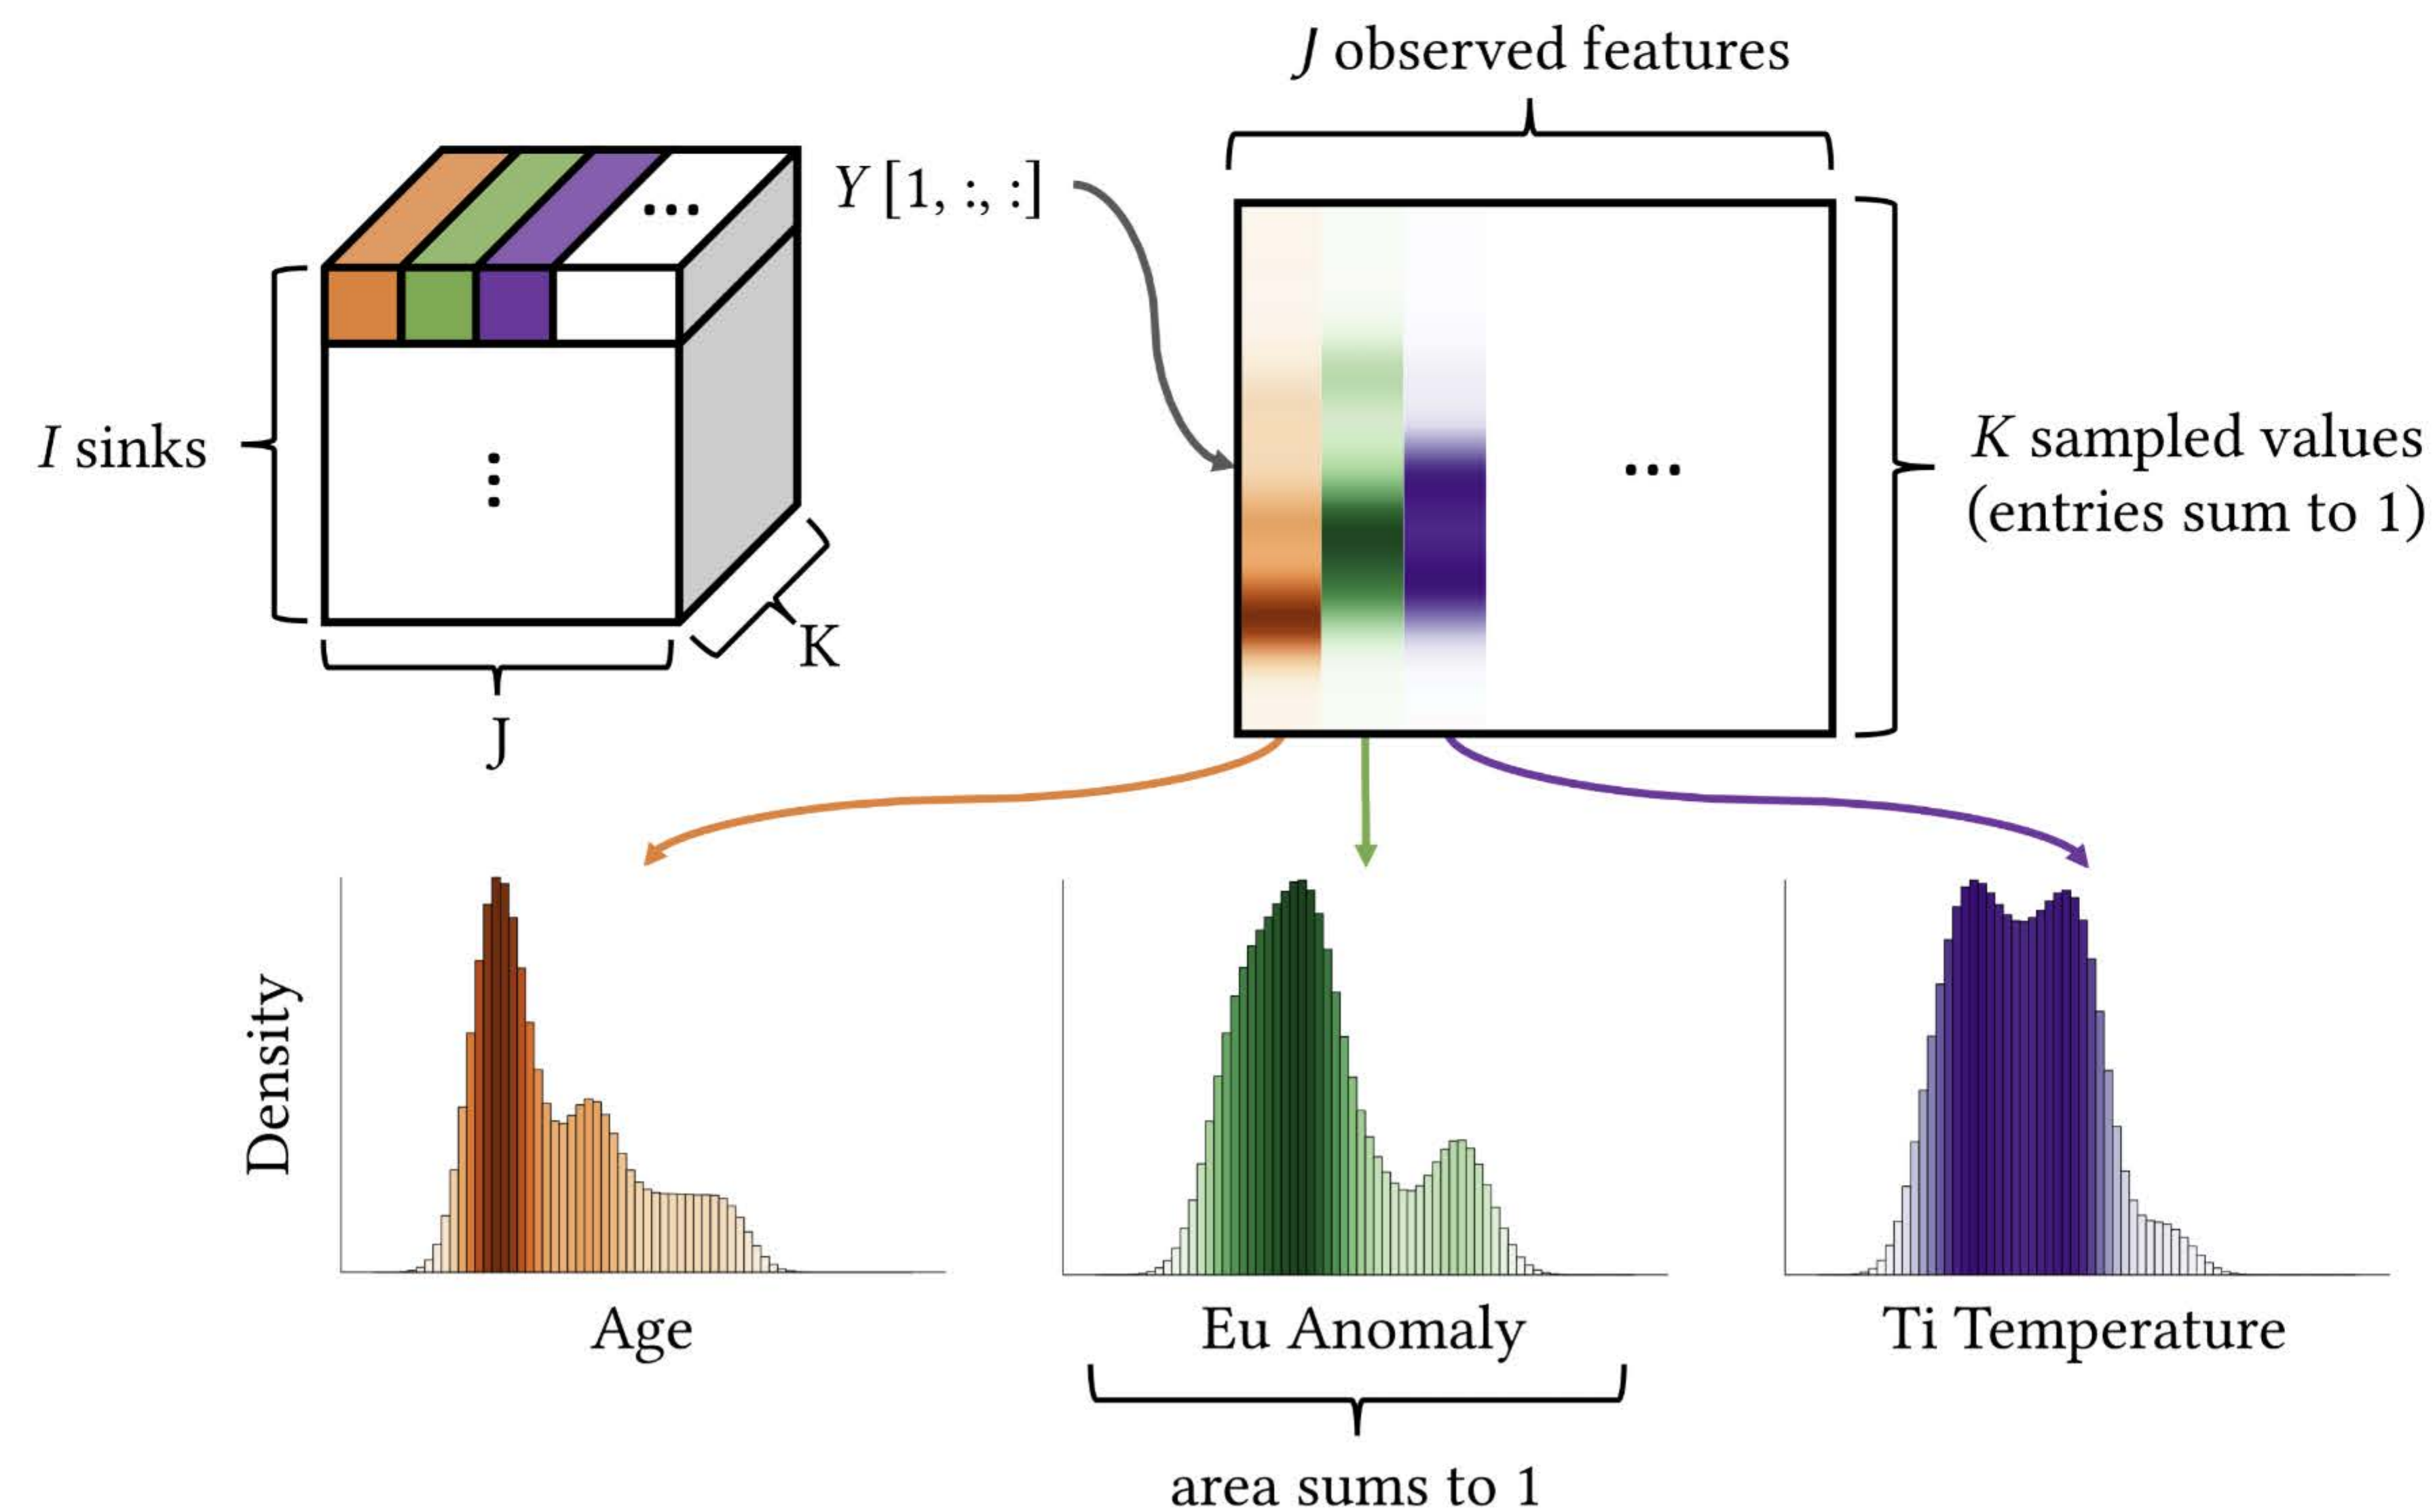 J observed features
Y [1, :, :]
...
I sinks
⋮
K
J
...
K sampled values
(entries sum to 1)
Density
Age
Eu Anomaly
Ti Temperature
area sums to 1